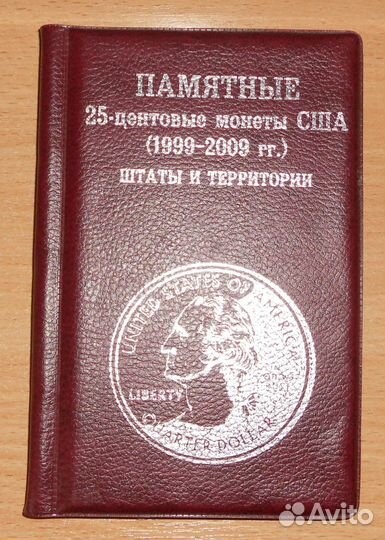 ПАМЯТНЫЕ
25-центовые монеты США
(1999-2009 гг.)
ШТАТЫ И ТЕРРИТОРИИ
UNITED STATES OF AMERICA
LIBERTY
QUARTER DOLLAR
Avito